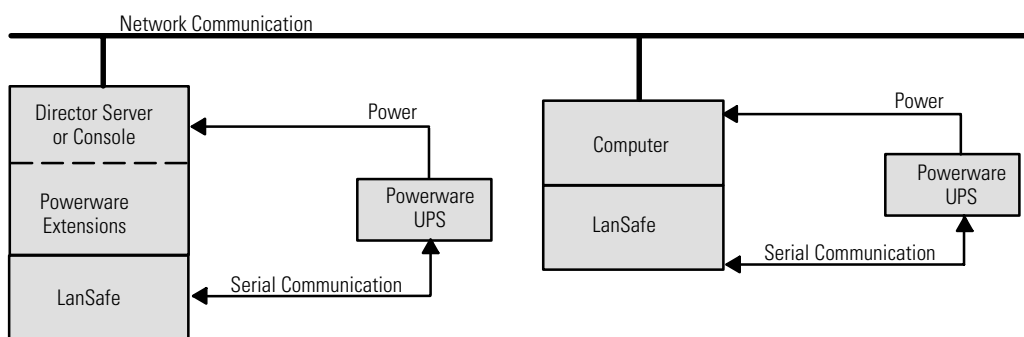 Network Communication
Director Server
or Console
Powerware
Extensions
LanSafe
Power
Powerware
UPS
Serial Communication
Computer
LanSafe
Power
Powerware
UPS
Serial Communication